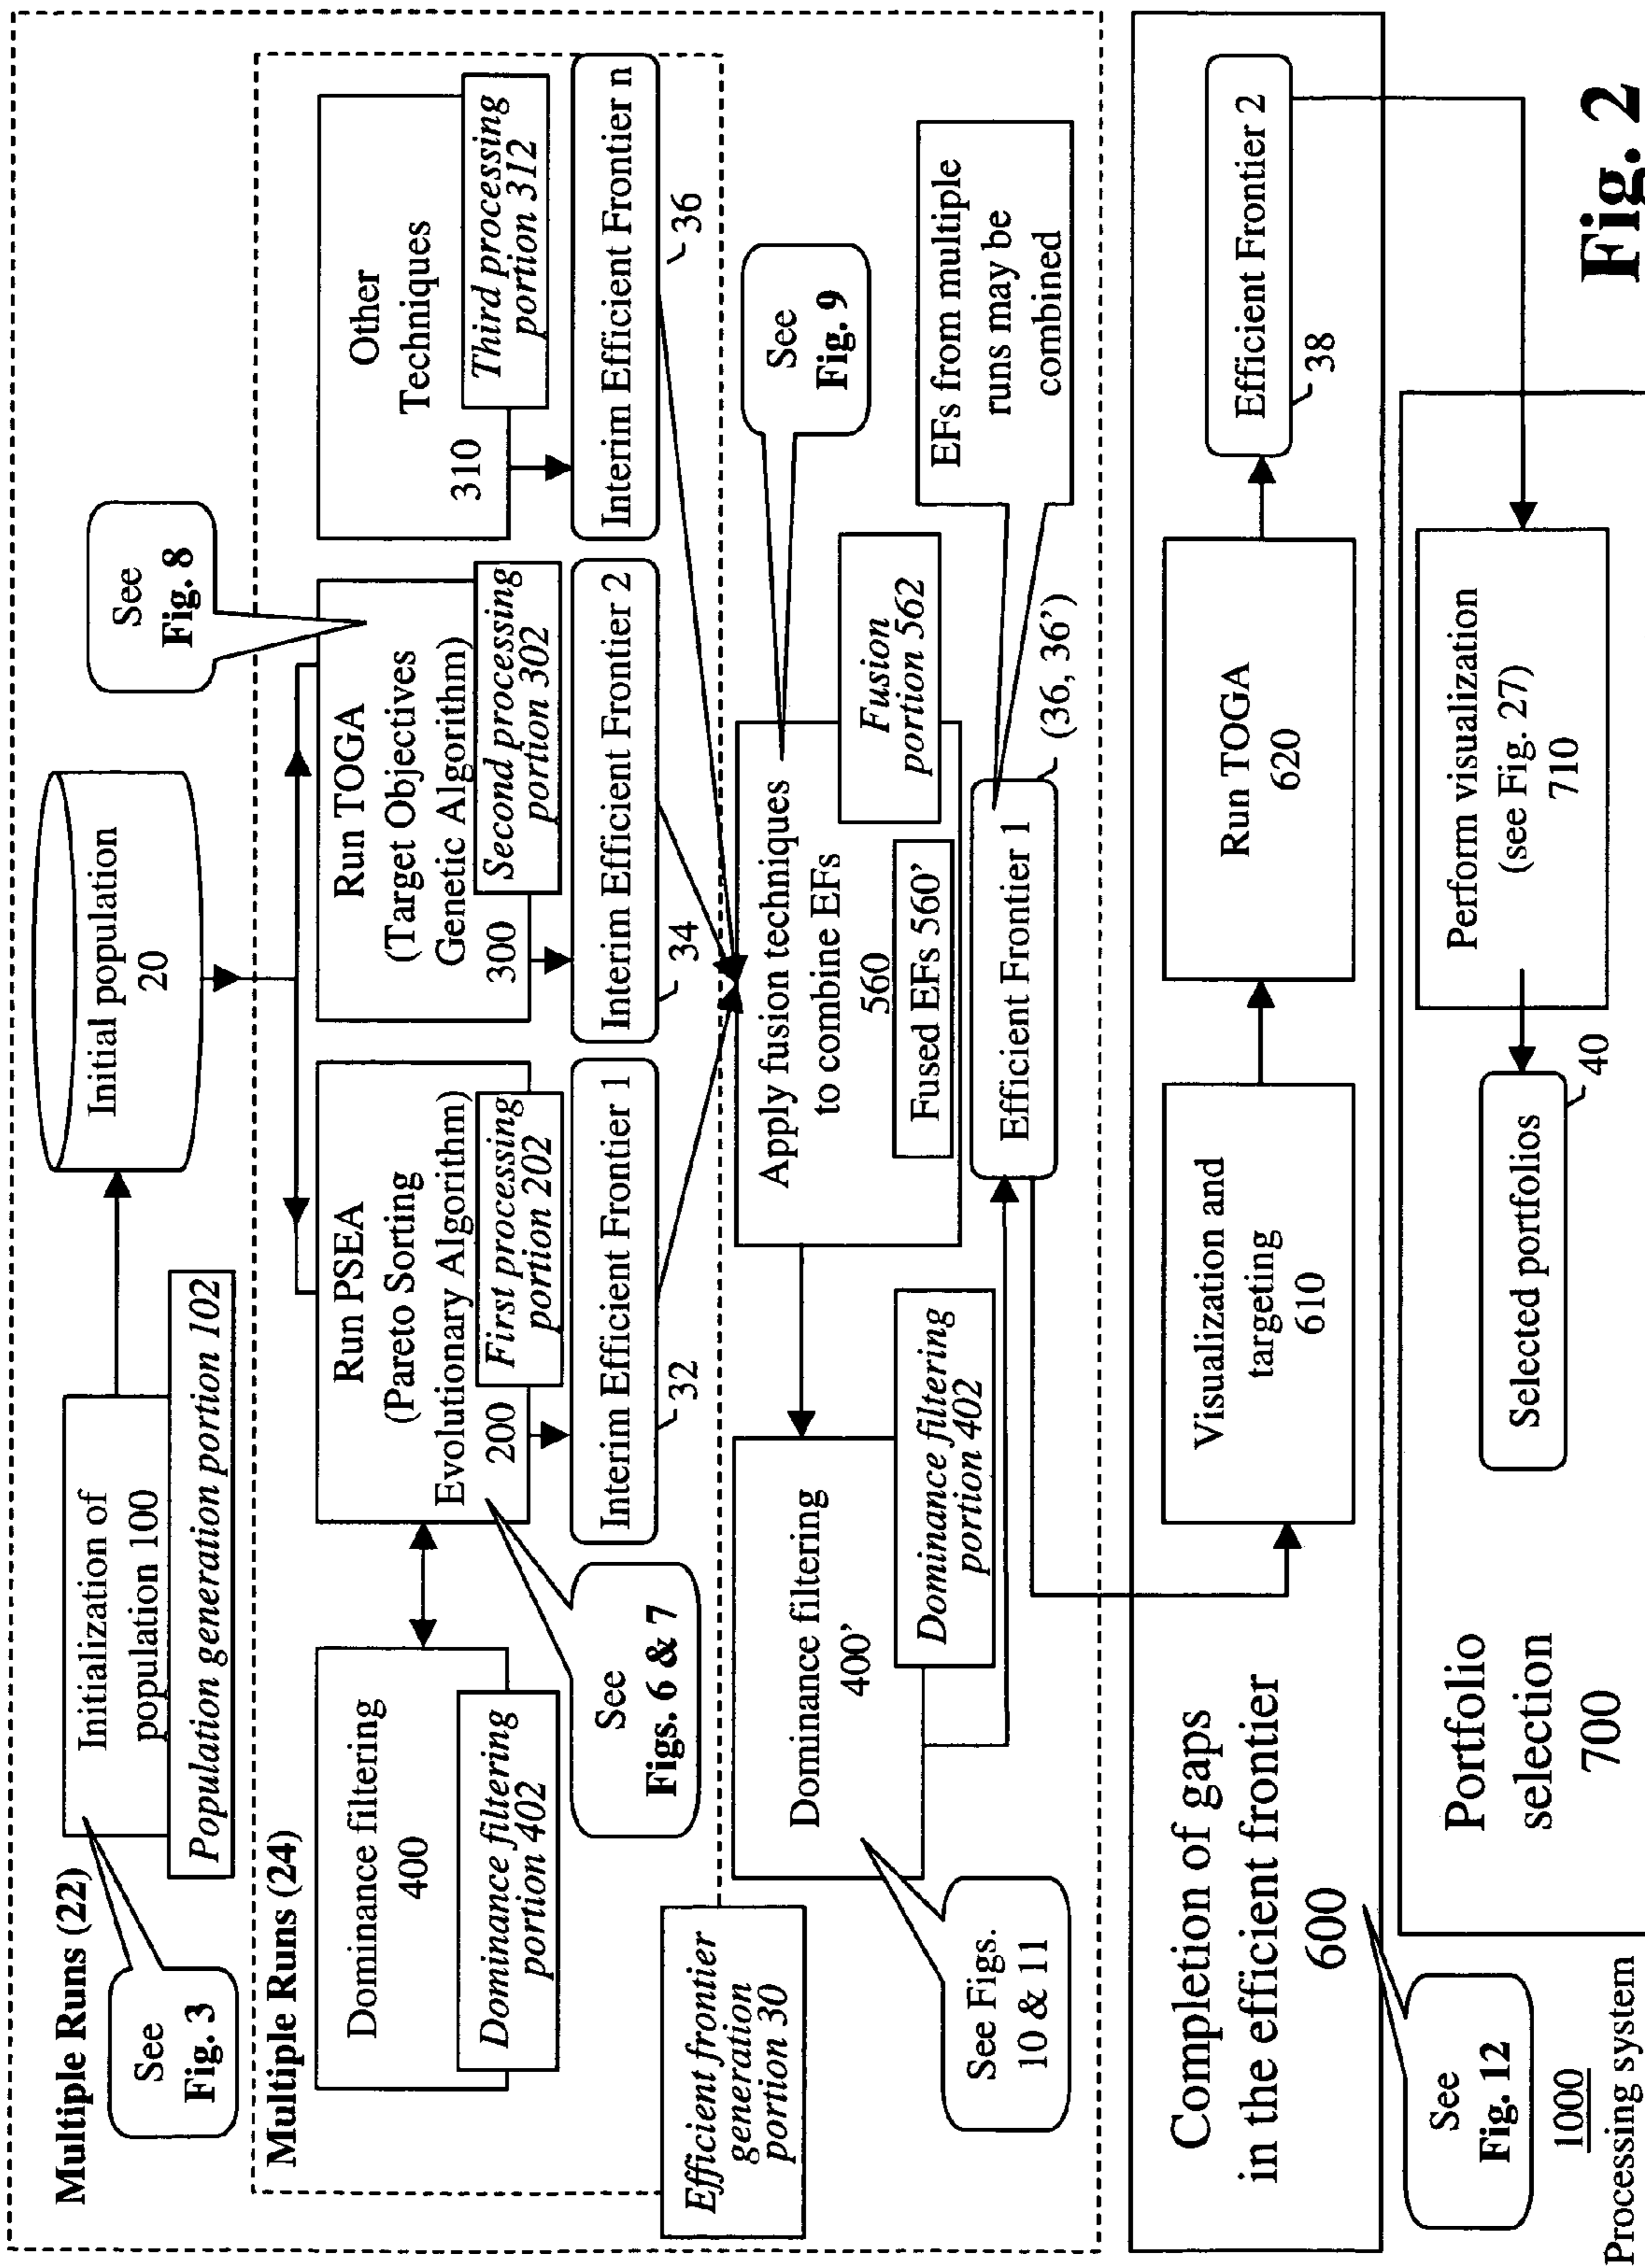 Multiple Runs (22)
See
Fig. 3
Initialization of
population 100
Population generation portion 102
Initial population
20
See
Fig. 8
Multiple Runs (24)
Dominance filtering
400
Dominance filtering
portion 402
Run PSEA
(Pareto Sorting
Evolutionary Algorithm)
200
First processing
portion 202
Run TOGA
(Target Objectives
Genetic Algorithm)
300
Second processing
portion 302
Other
Techniques
310
Third processing
portion 312
See
Figs. 6 & 7
Interim Efficient Frontier 1
32
Interim Efficient Frontier 2
34
Interim Efficient Frontier n
36
Efficient frontier
generation
portion 30
Dominance filtering
400’
Dominance filtering
portion 402
See Figs.
10 & 11
Apply fusion techniques
to combine EFs
560
Fused EFs 560’
Fusion
portion 562
See
Fig. 9
Efficient Frontier 1
(36, 36’)
EFs from multiple
runs may be
combined
Completion of gaps
in the efficient frontier
600
Visualization and
targeting
610
Run TOGA
620
Efficient Frontier 2
38
See
Fig. 12
Portfolio
selection
700
Selected portfolios
40
Perform visualization
(see Fig. 27)
710
1000
Processing system
Fig. 2